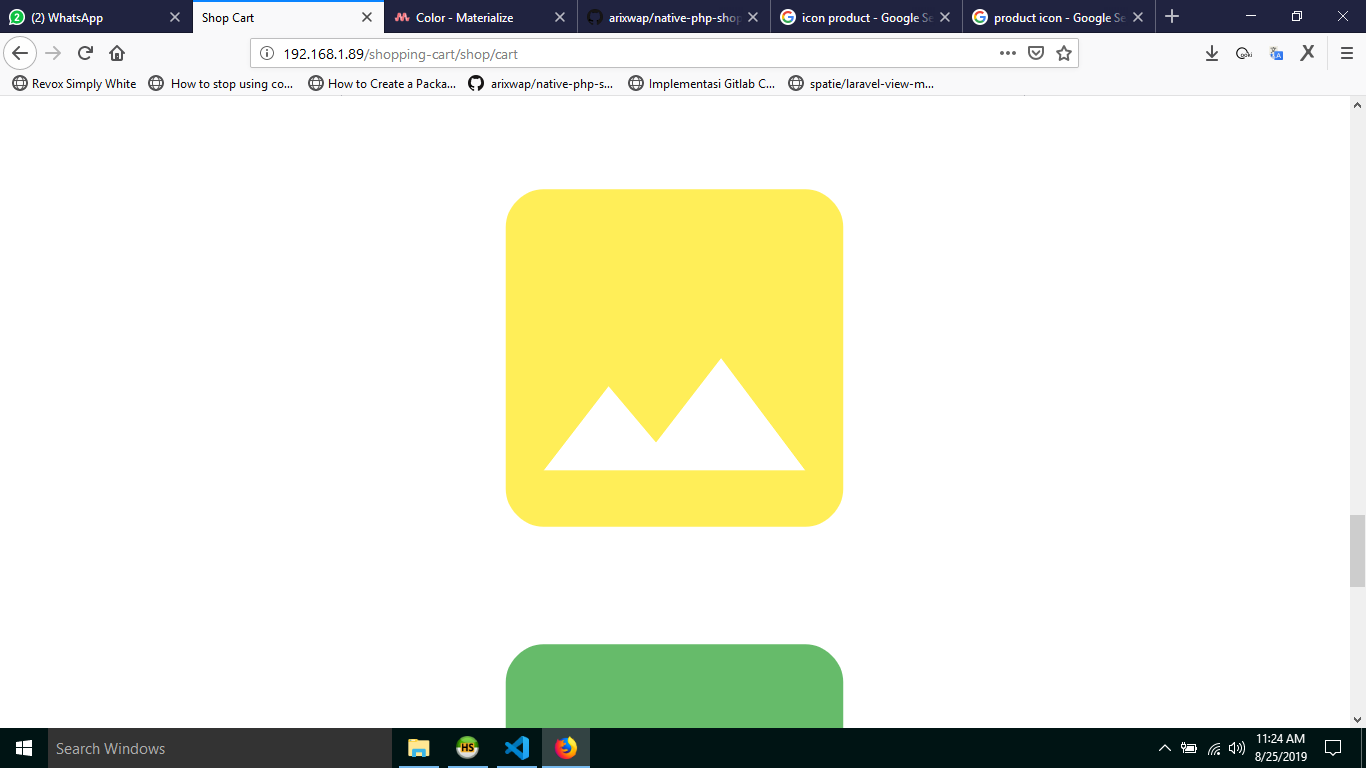 (2) WhatsApp
Shop Cart
Color - Materialize
arixwap/native-php-shop
icon product - Google Se
product icon - Google Se
192.168.1.89/shopping-cart/shop/cart
Revox Simply White
How to stop using co...
How to Create a Packa...
arixwap/native-php-s...
Implementasi Gitlab C...
spatie/laravel-view-m...
Search Windows
HS
11:24 AM
8/25/2019